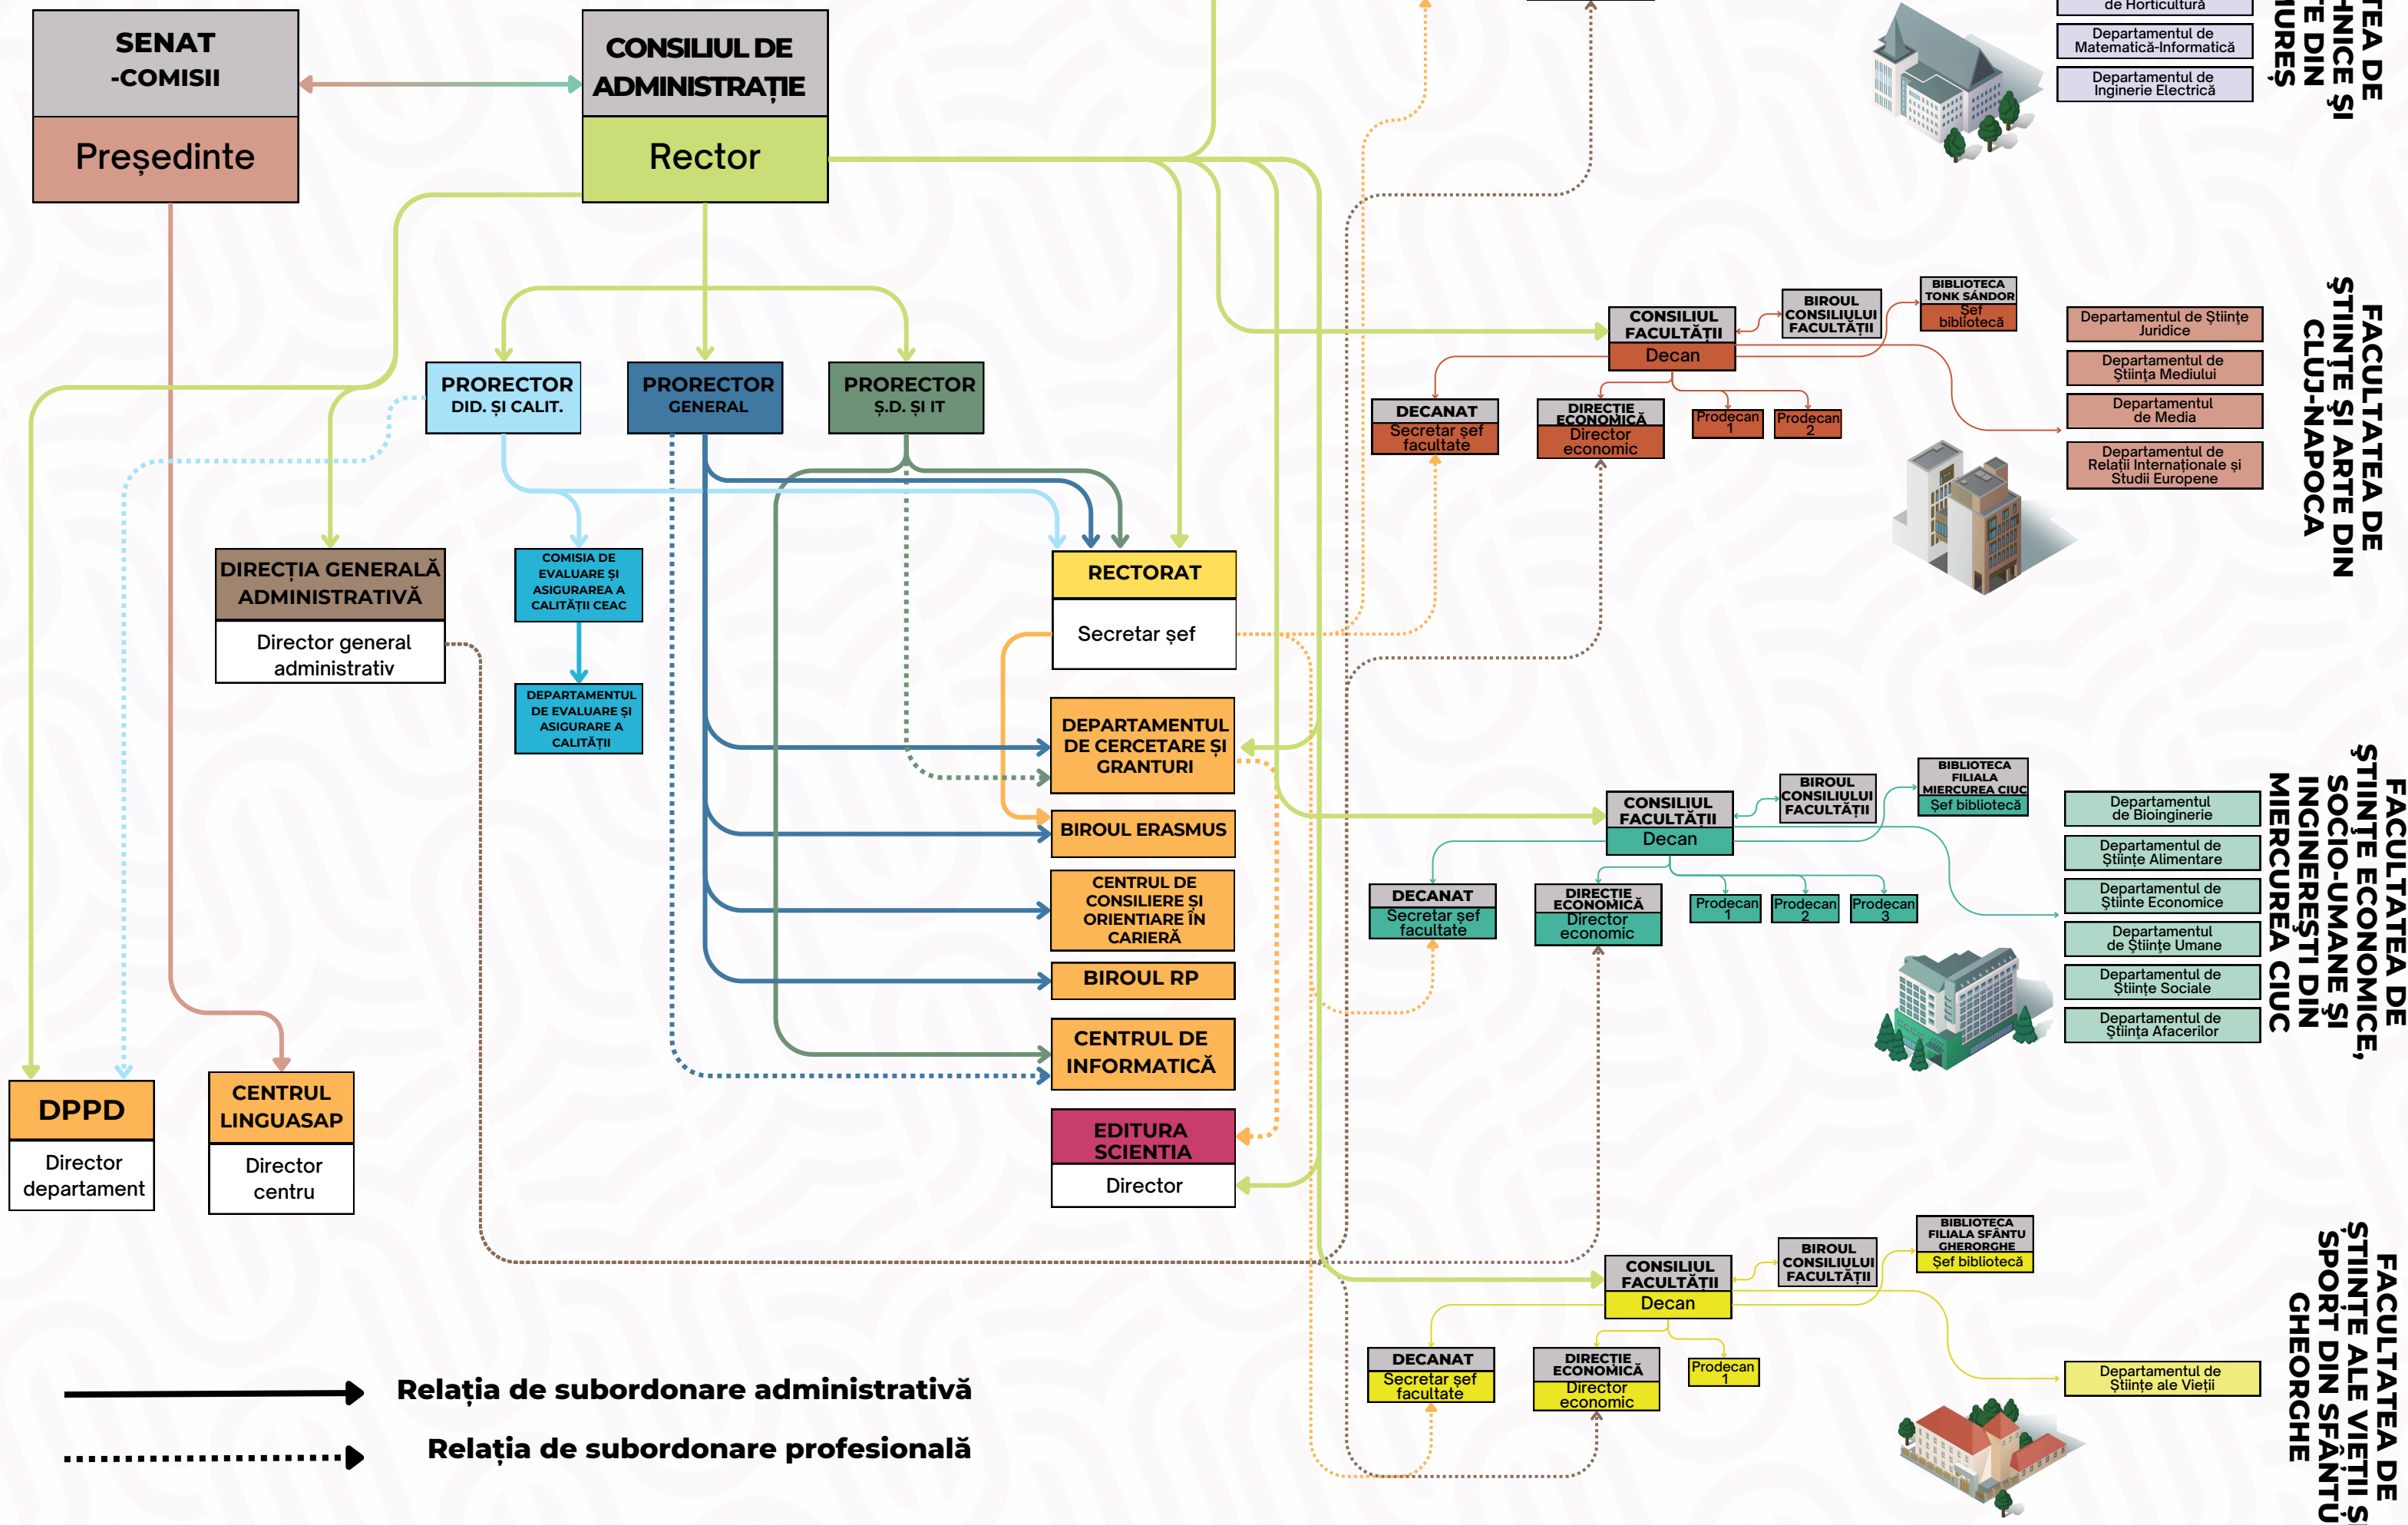 SENAT
-COMISII
Președinte
CONSILIUL DE
ADMINISTRAȚIE
Rector
PRORECTOR
DID. ȘI CALIT.
PRORECTOR
GENERAL
PRORECTOR
Ș.D. ȘI IT
DIRECȚIA GENERALĂ
ADMINISTRATIVĂ
Director general
administrativ
COMISIA DE
EVALUARE ȘI
ASIGURAREA A
CALITĂȚII CEAC
DEPARTAMENTUL
DE EVALUARE ȘI
ASIGURARE A
CALITĂȚII
RECTORAT
Secretar șef
DEPARTAMENTUL
DE CERCETARE ȘI
GRANTURI
BIROUL ERASMUS
CENTRUL DE
CONSILIERE ȘI
ORIENTIARE ÎN
CARIERĂ
BIROUL RP
CENTRUL DE
INFORMATICĂ
EDITURA
SCIENTIA
Director
DPPD
Director
departament
CENTRUL
LINGUASAP
Director
centru
Relația de subordonare administrativă
Relația de subordonare profesională
de Horticultură
Departamentul de
Matematică-Informatică
Departamentul de
Inginerie Electrică
TEA DE
HNICE ȘI
TE DIN
MUREȘ
CONSILIUL
FACULTĂȚII
Decan
BIROUL
CONSILIULUI
FACULTĂȚII
BIBLIOTECA
TONK SÁNDOR
Șef
bibliotecă
DECANAT
Secretar șef
facultate
DIRECȚIE
ECONOMICĂ
Director
economic
Prodecan
1
Prodecan
2
Departamentul de Științe
Juridice
Departamentul de
Știința Mediului
Departamentul
de Media
Departamentul de
Relații Internaționale și
Studii Europene
FACULTATEA DE
ȘTIINȚE ȘI ARTE DIN
CLUJ-NAPOCA
CONSILIUL
FACULTĂȚII
Decan
BIROUL
CONSILIULUI
FACULTĂȚII
BIBLIOTECA
FILIALA
MIERCUREA CIUC
Șef bibliotecă
DECANAT
Secretar șef
facultate
DIRECȚIE
ECONOMICĂ
Director
economic
Prodecan
1
Prodecan
2
Prodecan
3
Departamentul
de Bioinginerie
Departamentul de
Științe Alimentare
Departamentul de
Științe Economice
Departamentul
de Științe Umane
Departamentul de
Științe Sociale
Departamentul de
Știința Afacerilor
FACULTATEA DE
ȘTIINȚE ECONOMICE,
SOCIO-UMANE ȘI
INGINEREȘTI DIN
MIERCUREA CIUC
CONSILIUL
FACULTĂȚII
Decan
BIROUL
CONSILIULUI
FACULTĂȚII
BIBLIOTECA
FILIALA SFÂNTU
GHERORGHE
Șef bibliotecă
DECANAT
Secretar șef
facultate
DIRECȚIE
ECONOMICĂ
Director
economic
Prodecan
1
Departamentul de
Științe ale Vieții
FACULTATEA DE
ȘTIINȚE ALE VIEȚII ȘI
SPORT DIN SFÂNTU
GHEORGHE